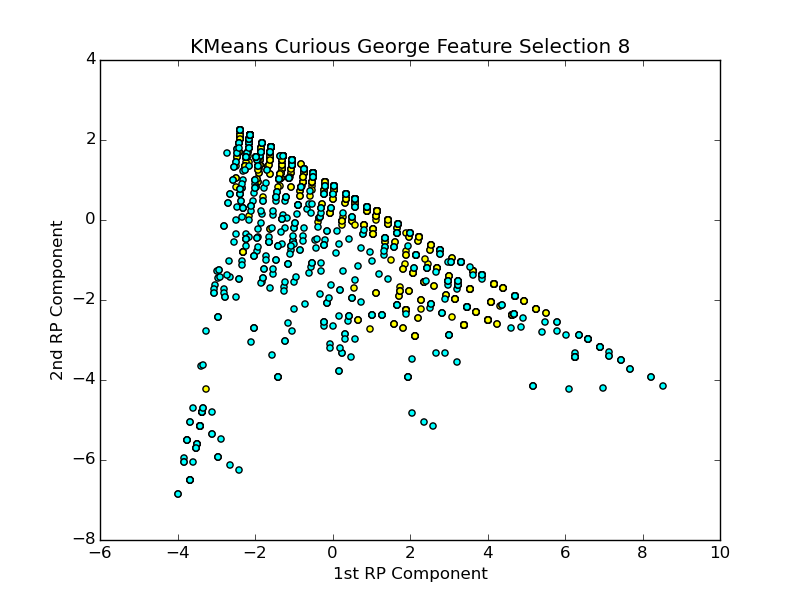 KMeans Curious George Feature Selection 8
4
2
0
−2
−4
−6
−8
2nd RP Component
−6 −4 −2 0 2 4 6 8 10
1st RP Component